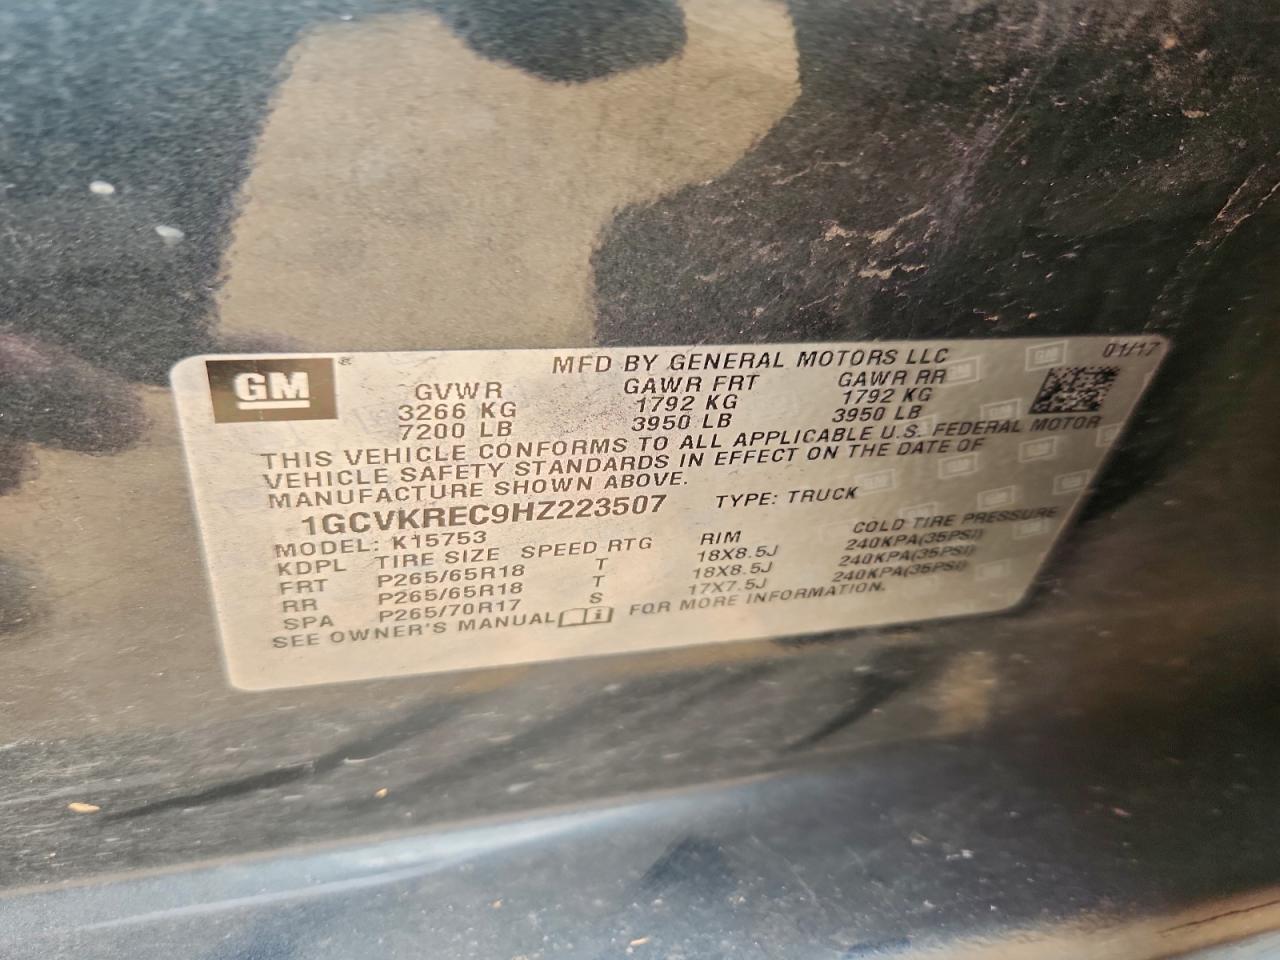 GM ®
MFD BY GENERAL MOTORS LLC 01/17
GVWR GAWR FRT GAWR RR
3266 KG 1792 KG 1792 KG
7200 LB 3950 LB 3950 LB
THIS VEHICLE CONFORMS TO ALL APPLICABLE U.S. FEDERAL MOTOR
VEHICLE SAFETY STANDARDS IN EFFECT ON THE DATE OF
MANUFACTURE SHOWN ABOVE.
1GCVKREC9HZ223507 TYPE: TRUCK
MODEL: K15753
KDPL TIRE SIZE SPEED RTG RIM COLD TIRE PRESSURE
FRT P265/65R18 T 18X8.5J 240KPA(35PSI)
RR P265/65R18 T 18X8.5J 240KPA(35PSI)
SPA P265/70R17 S 17X7.5J 240KPA(35PSI)
SEE OWNER'S MANUAL FOR MORE INFORMATION.